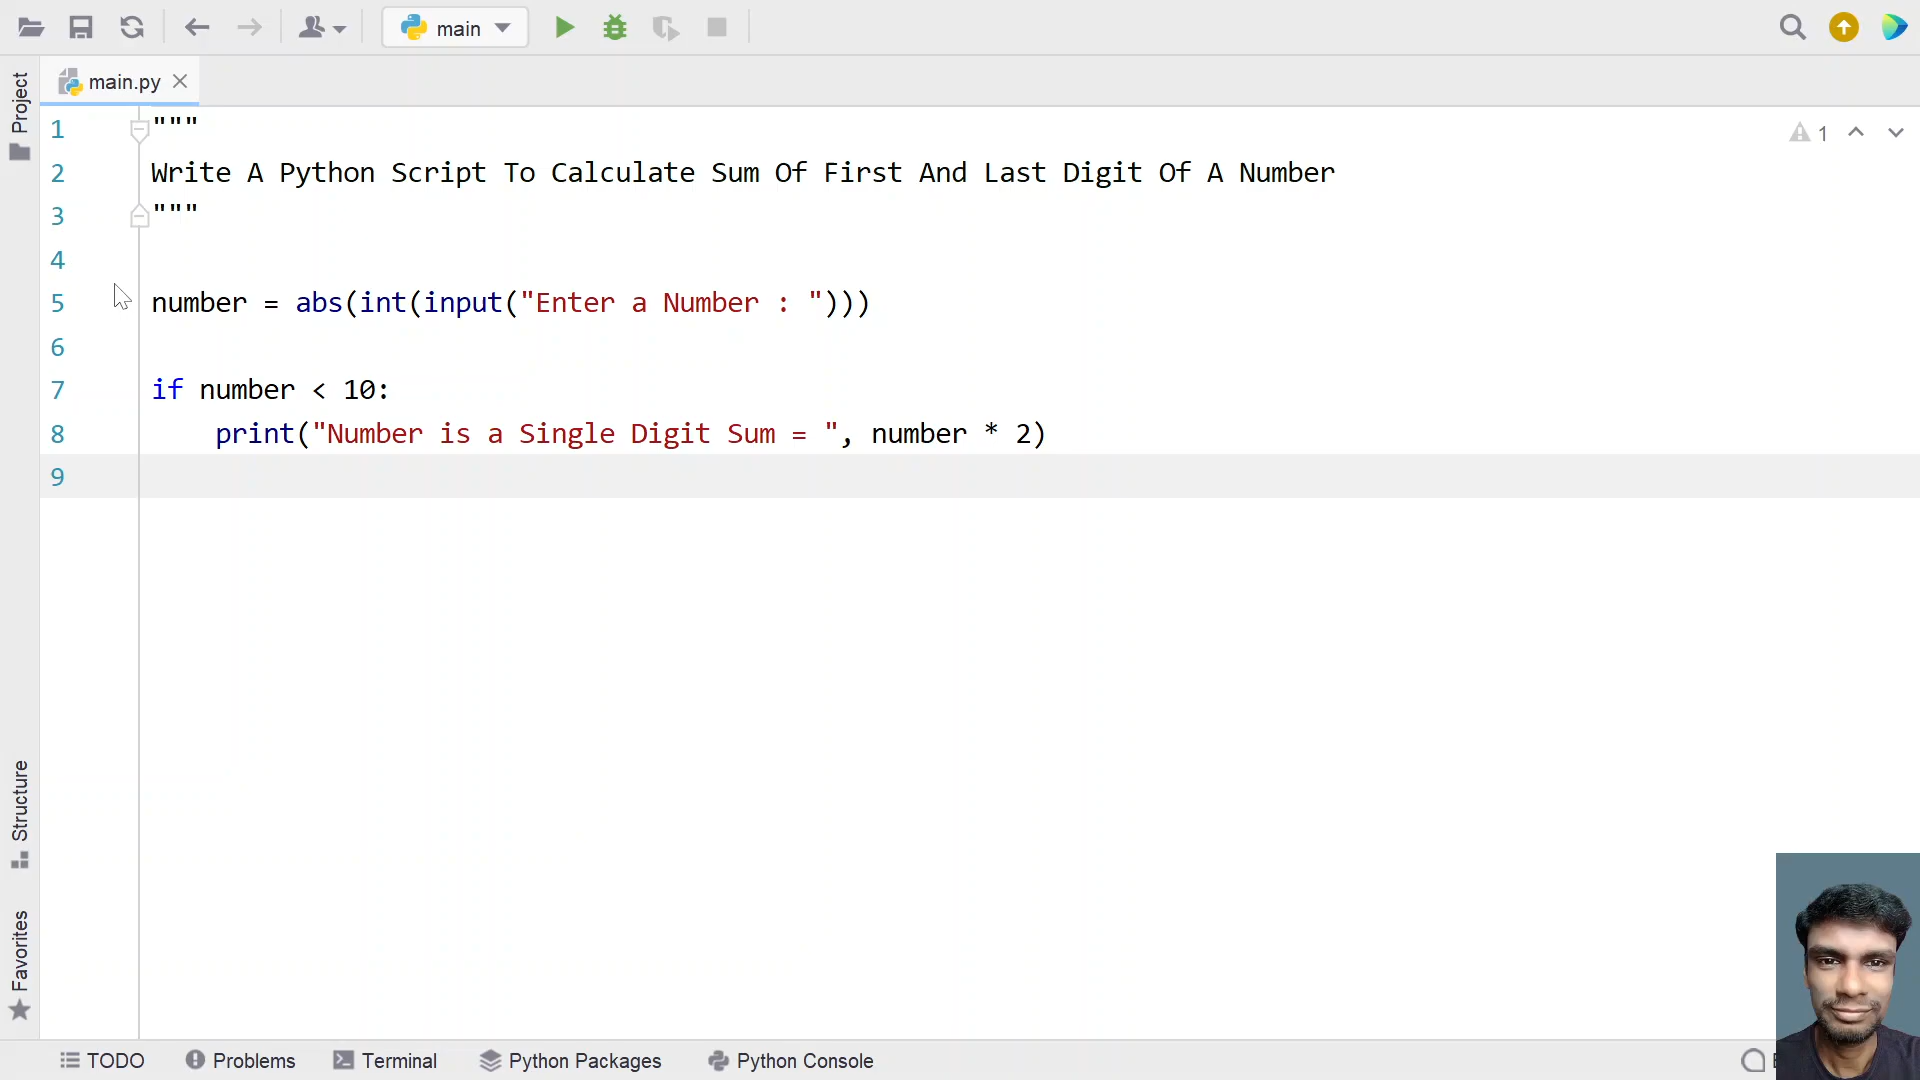 main
main.py
Project
1 """
2 Write A Python Script To Calculate Sum Of First And Last Digit Of A Number
3 """
4
5 number = abs(int(input("Enter a Number : ")))
6
7 if number < 10:
8     print("Number is a Single Digit Sum = ", number * 2)
9
1
Structure
Favorites
TODO Problems Terminal Python Packages Python Console